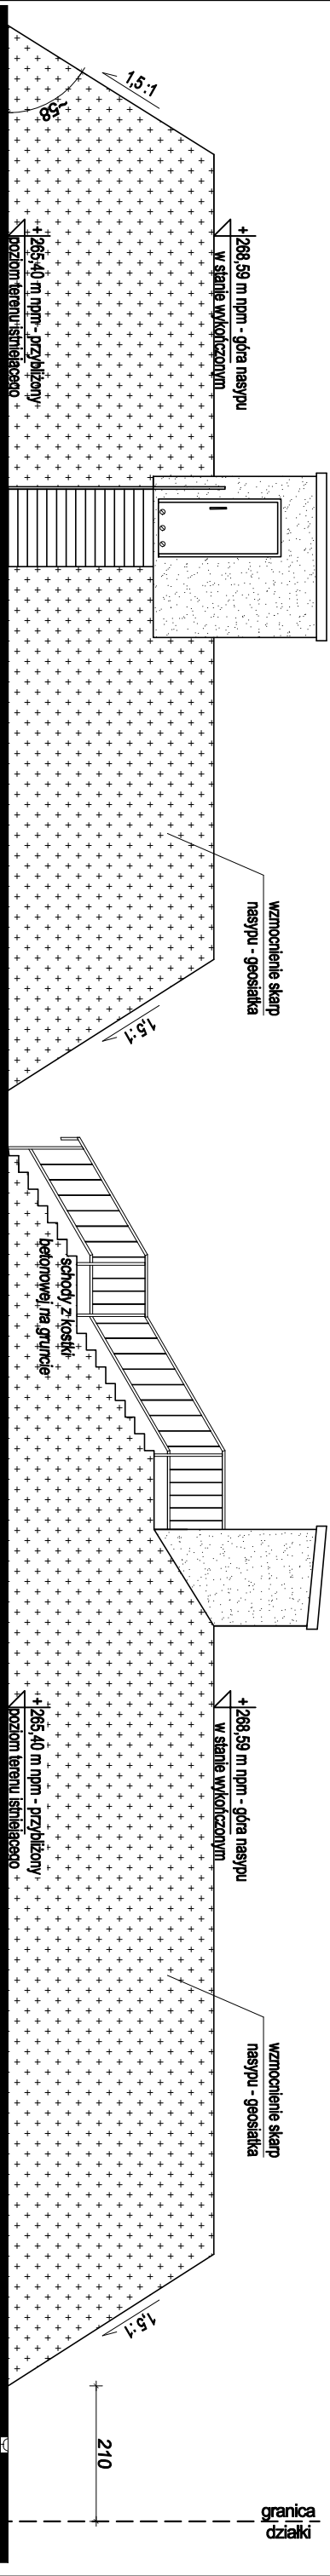 1,5:1
~58
+ 268,59 m npm - góra nasypu
w stanie wykończonym
+ 265,40 m npm - przybliżony
poziom terenu istniejącego
wzmocnienie skarp
nasypu - geosiatka
1,5:1
schody z kostki
betonowej na gruncie
+ 268,59 m npm - góra nasypu
w stanie wykończonym
+ 265,40 m npm - przybliżony
poziom terenu istniejącego
wzmocnienie skarp
nasypu - geosiatka
1,5:1
210
granica
działki